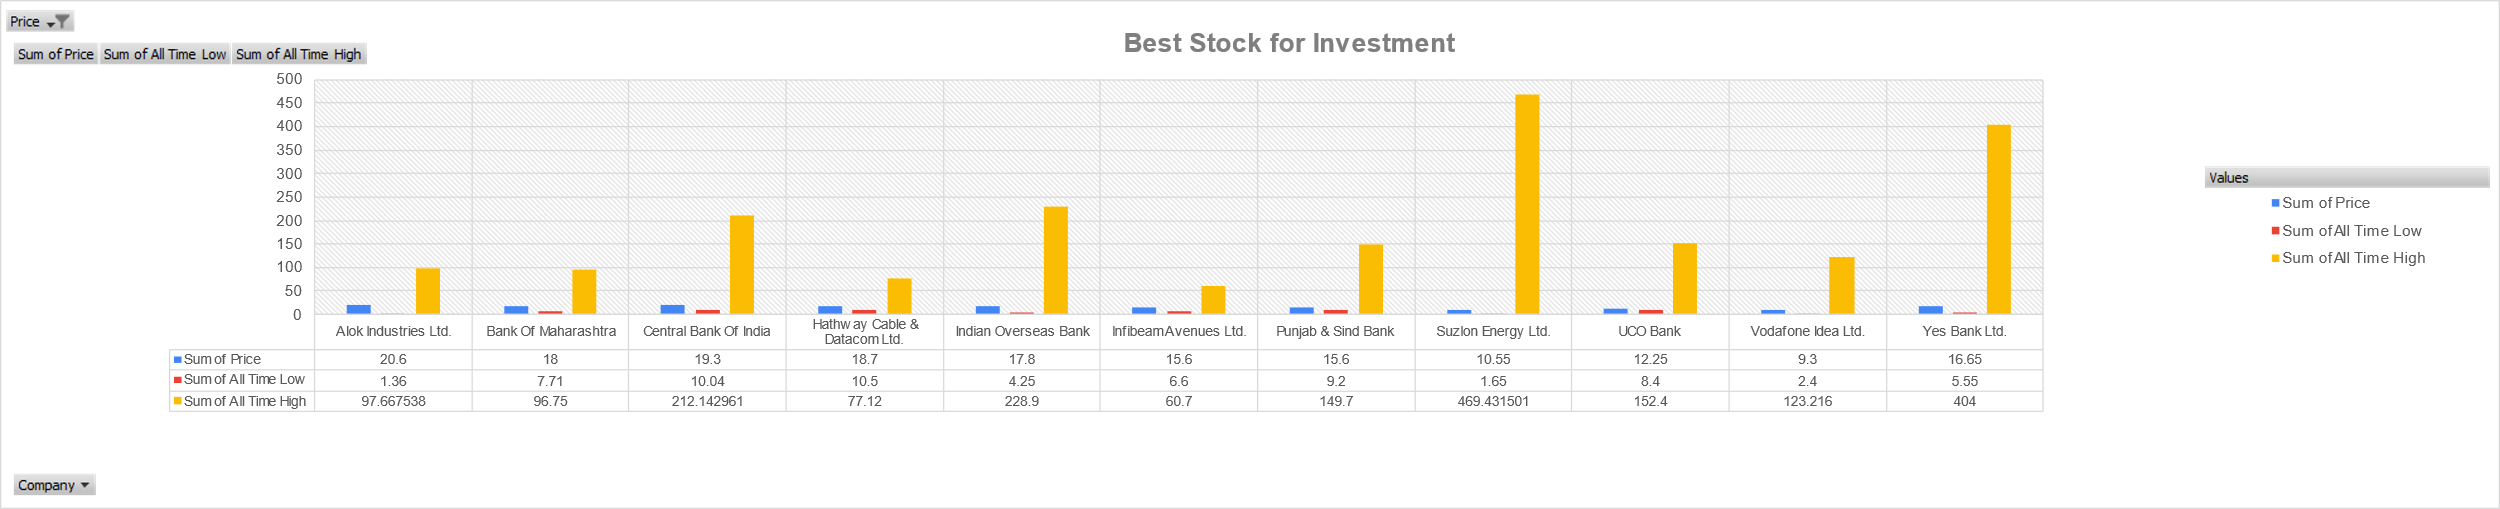 Price
Best Stock for Investment
Sum of Price Sum of All Time Low Sum of All Time High
500
450
400
350
300
250
200
150
100
50
0
Values
Sum of Price
Sum of All Time Low
Sum of All Time High
Alok Industries Ltd. Bank Of Maharashtra Central Bank Of India Hathway Cable & Datacom Ltd. Indian Overseas Bank Infibeam Avenues Ltd. Punjab & Sind Bank Suzlon Energy Ltd. UCO Bank Vodafone Idea Ltd. Yes Bank Ltd.
Sum of Price 20.6 18 19.3 18.7 17.8 15.6 15.6 10.55 12.25 9.3 16.65
Sum of All Time Low 1.36 7.71 10.04 10.5 4.25 6.6 9.2 1.65 8.4 2.4 5.55
Sum of All Time High 97.667538 96.75 212.142961 77.12 228.9 60.7 149.7 469.431501 152.4 123.216 404
Company